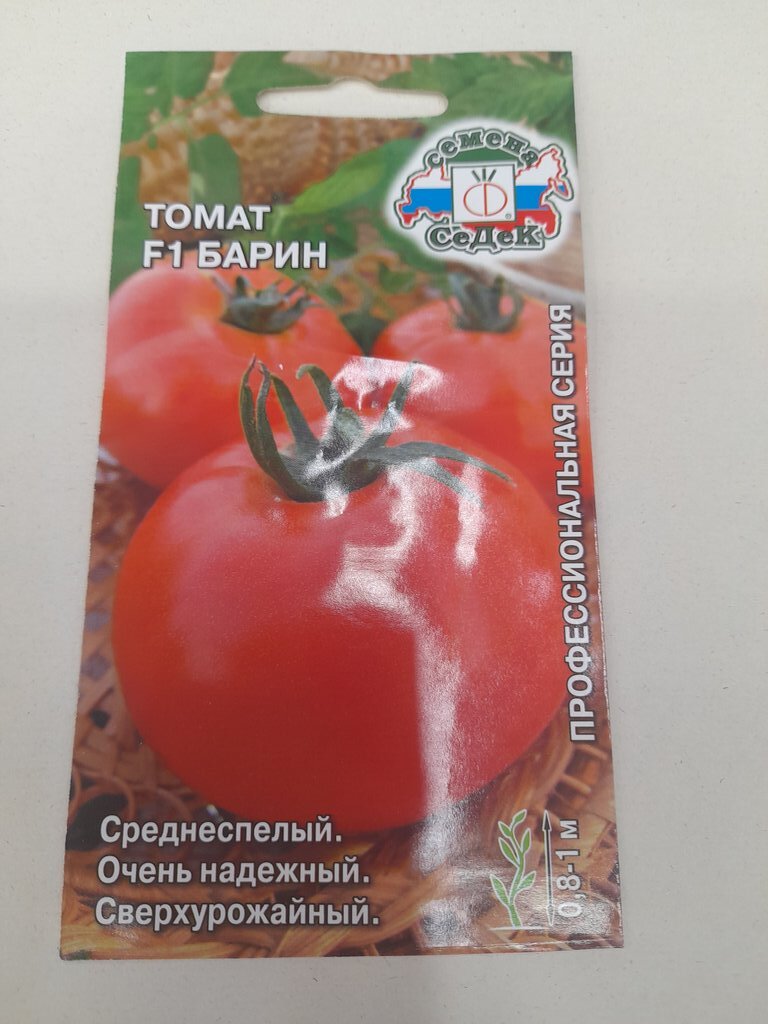 семена
СеДеК
ТОМАТ
F1 БАРИН
ПРОФЕССИОНАЛЬНАЯ СЕРИЯ
Среднеспелый.
Очень надежный.
Сверхурожайный.
0,8-1 м